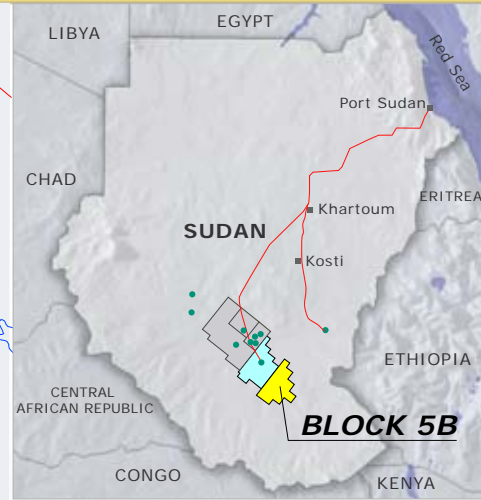 EGYPT
LIBYA
Red Sea
Port Sudan
CHAD
ERITREA
Khartoum
SUDAN
Kosti
ETHIOPIA
CENTRAL
AFRICAN REPUBLIC
BLOCK 5B
CONGO
KENYA